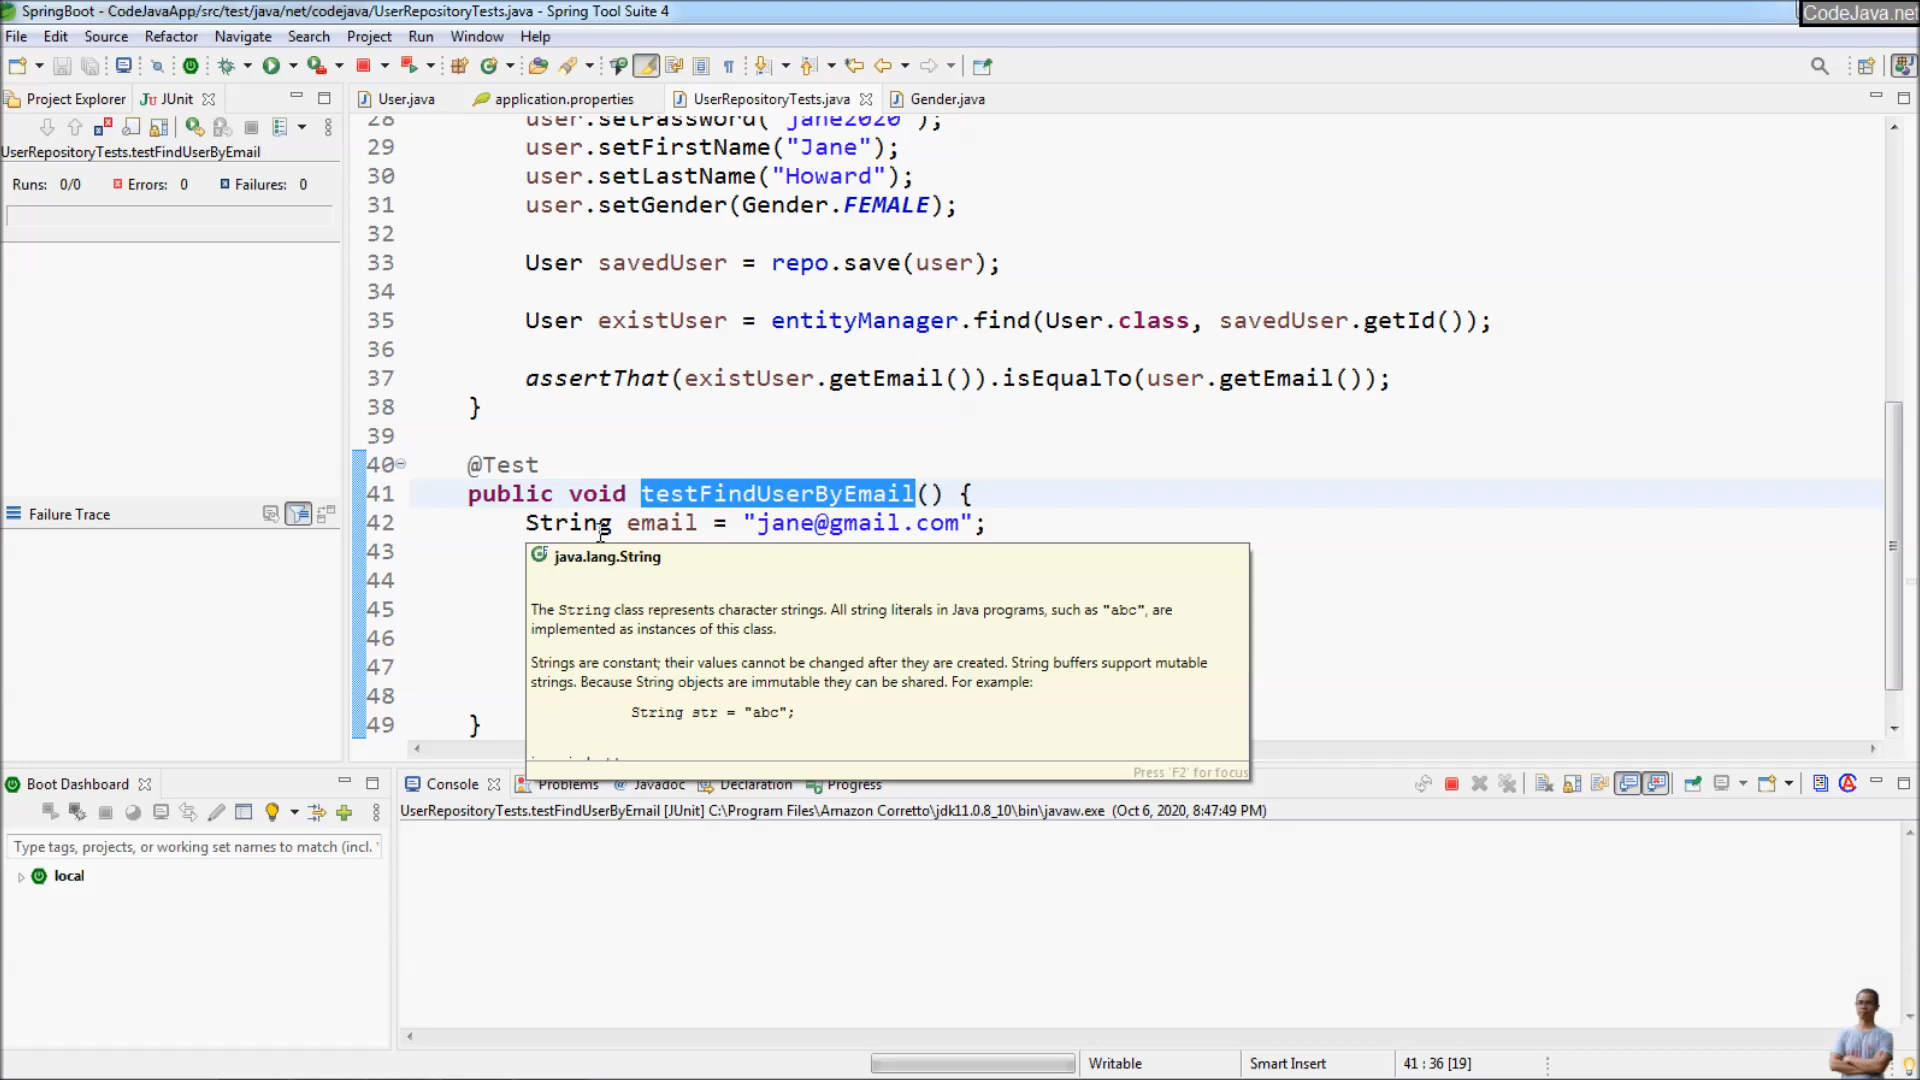 SpringBoot - CodeJavaApp/src/test/java/net/codejava/UserRepositoryTests.java - Spring Tool Suite 4
CodeJava.net
File Edit Source Refactor Navigate Search Project Run Window Help
Project Explorer JUnit
User.java application.properties UserRepositoryTests.java Gender.java
UserRepositoryTests.testFindUserByEmail
Runs: 0/0 Errors: 0 Failures: 0
Failure Trace
28 user.setPassword("jane2020");
29 user.setFirstName("Jane");
30 user.setLastName("Howard");
31 user.setGender(Gender.FEMALE);
32
33 User savedUser = repo.save(user);
34
35 User existUser = entityManager.find(User.class, savedUser.getId());
36
37 assertThat(existUser.getEmail()).isEqualTo(user.getEmail());
38 }
39
40 @Test
41 public void testFindUserByEmail() {
42 String email = "jane@gmail.com";
43
44
45
46
47
48
49 }
java.lang.String
The String class represents character strings. All string literals in Java programs, such as "abc", are
implemented as instances of this class.
Strings are constant; their values cannot be changed after they are created. String buffers support mutable
strings. Because String objects are immutable they can be shared. For example:
String str = "abc";
Press 'F2' for focus
Boot Dashboard
Type tags, projects, or working set names to match (incl. '
local
Console Problems Javadoc Declaration Progress
UserRepositoryTests.testFindUserByEmail [JUnit] C:\Program Files\Amazon Corretto\jdk11.0.8_10\bin\javaw.exe (Oct 6, 2020, 8:47:49 PM)
Writable Smart Insert 41 : 36 [19]